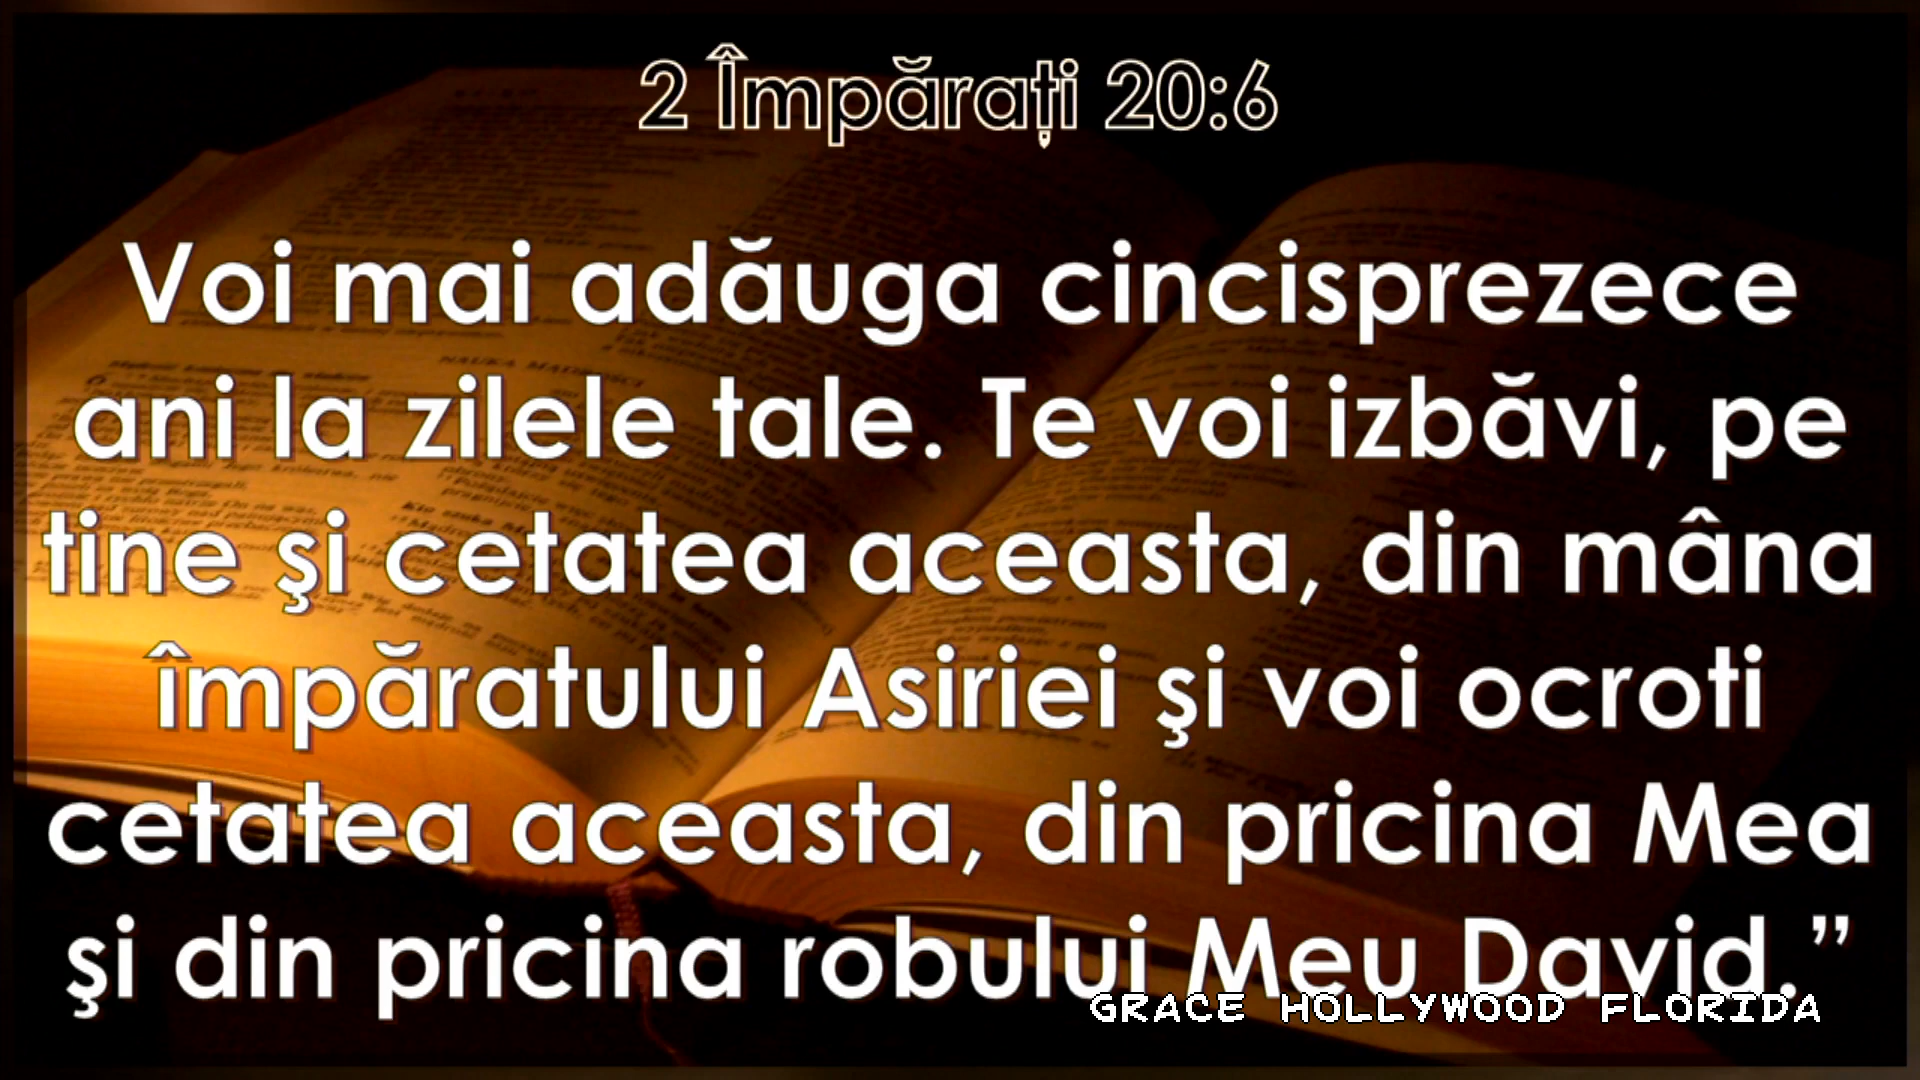 2 Împăraţi 20:6
Voi mai adăuga cincisprezece
ani la zilele tale. Te voi izbăvi, pe
tine şi cetatea aceasta, din mâna
împăratului Asiriei şi voi ocroti
cetatea aceasta, din pricina Mea
şi din pricina robului Meu David.”
GRACE HOLLYWOOD FLORIDA